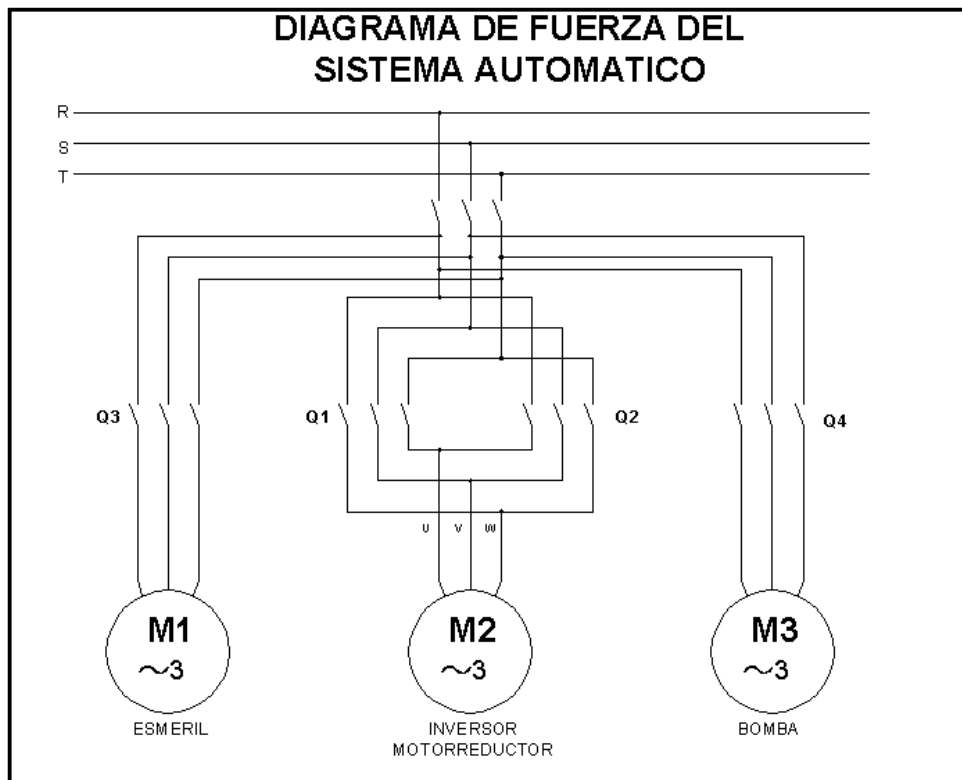 DIAGRAMA DE FUERZA DEL
SISTEMA AUTOMATICO
R
S
T
Q3
Q1
Q2
Q4
U V W
M1
~3
M2
~3
M3
~3
ESMERIL
INVERSOR
MOTORREDUCTOR
BOMBA